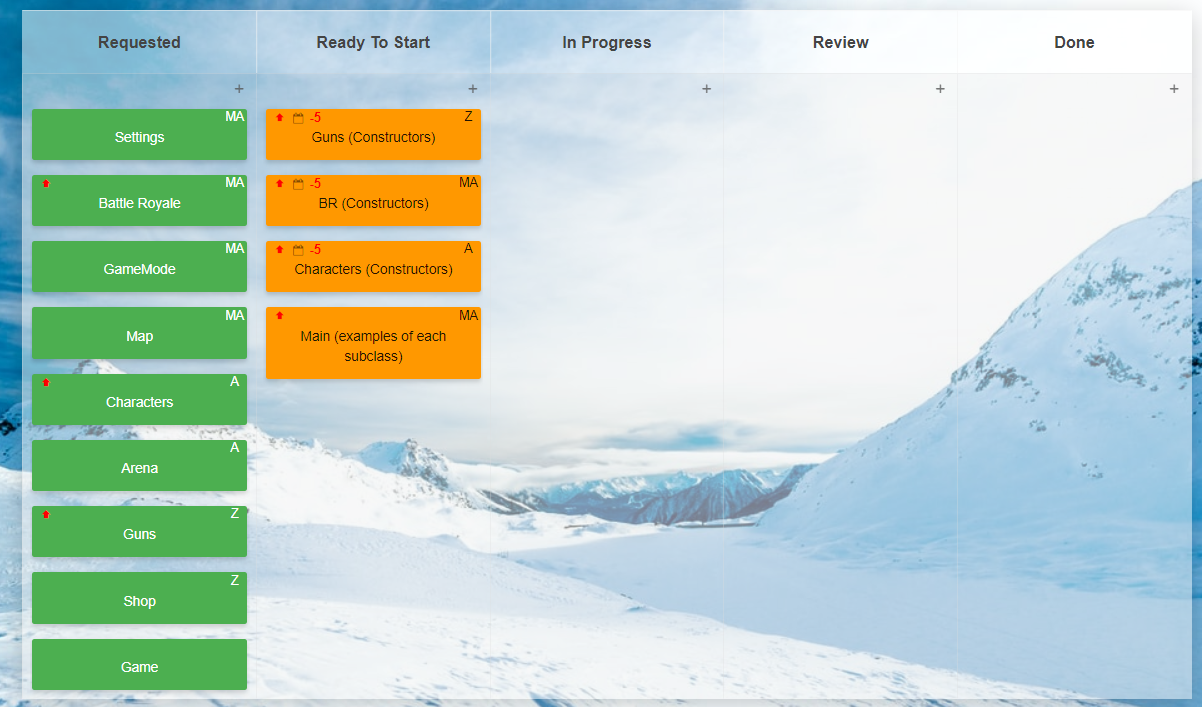 Requested
Ready To Start
In Progress
Review
Done
+
+
+
+
+
MA
Settings
MA
Battle Royale
MA
GameMode
MA
Map
A
Characters
A
Arena
Z
Guns
Z
Shop
Game
-5 Z
Guns (Constructors)
-5 MA
BR (Constructors)
-5 A
Characters (Constructors)
MA
Main (examples of each
subclass)